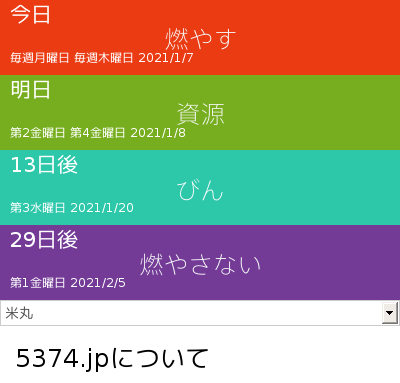 今日
燃やす
毎週月曜日 毎週木曜日 2021/1/7
明日
資源
第2金曜日 第4金曜日 2021/1/8
13日後
びん
第3水曜日 2021/1/20
29日後
燃やさない
第1金曜日 2021/2/5
米丸
5374.jpについて